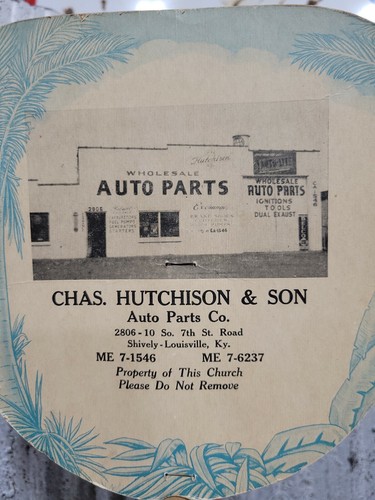 Hutchison
WHOLESALE
AUTO PARTS
2806
WHOLESALE
AUTO PARTS
IGNITIONS
TOOLS
DUAL EXAUST
CHAS. HUTCHISON & SON
Auto Parts Co.
2806-10 So. 7th St. Road
Shively-Louisville, Ky.
ME 7-1546 ME 7-6237
Property of This Church
Please Do Not Remove